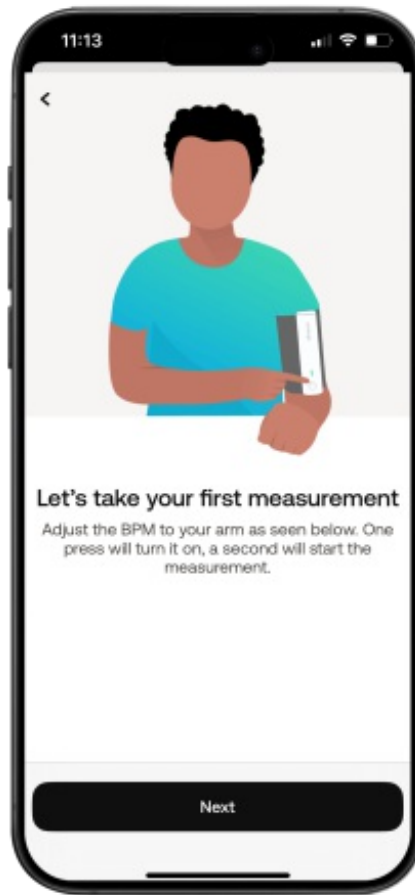 11:13
Let's take your first measurement
Adjust the BPM to your arm as seen below. One
press will turn it on, a second will start the
measurement.
Next